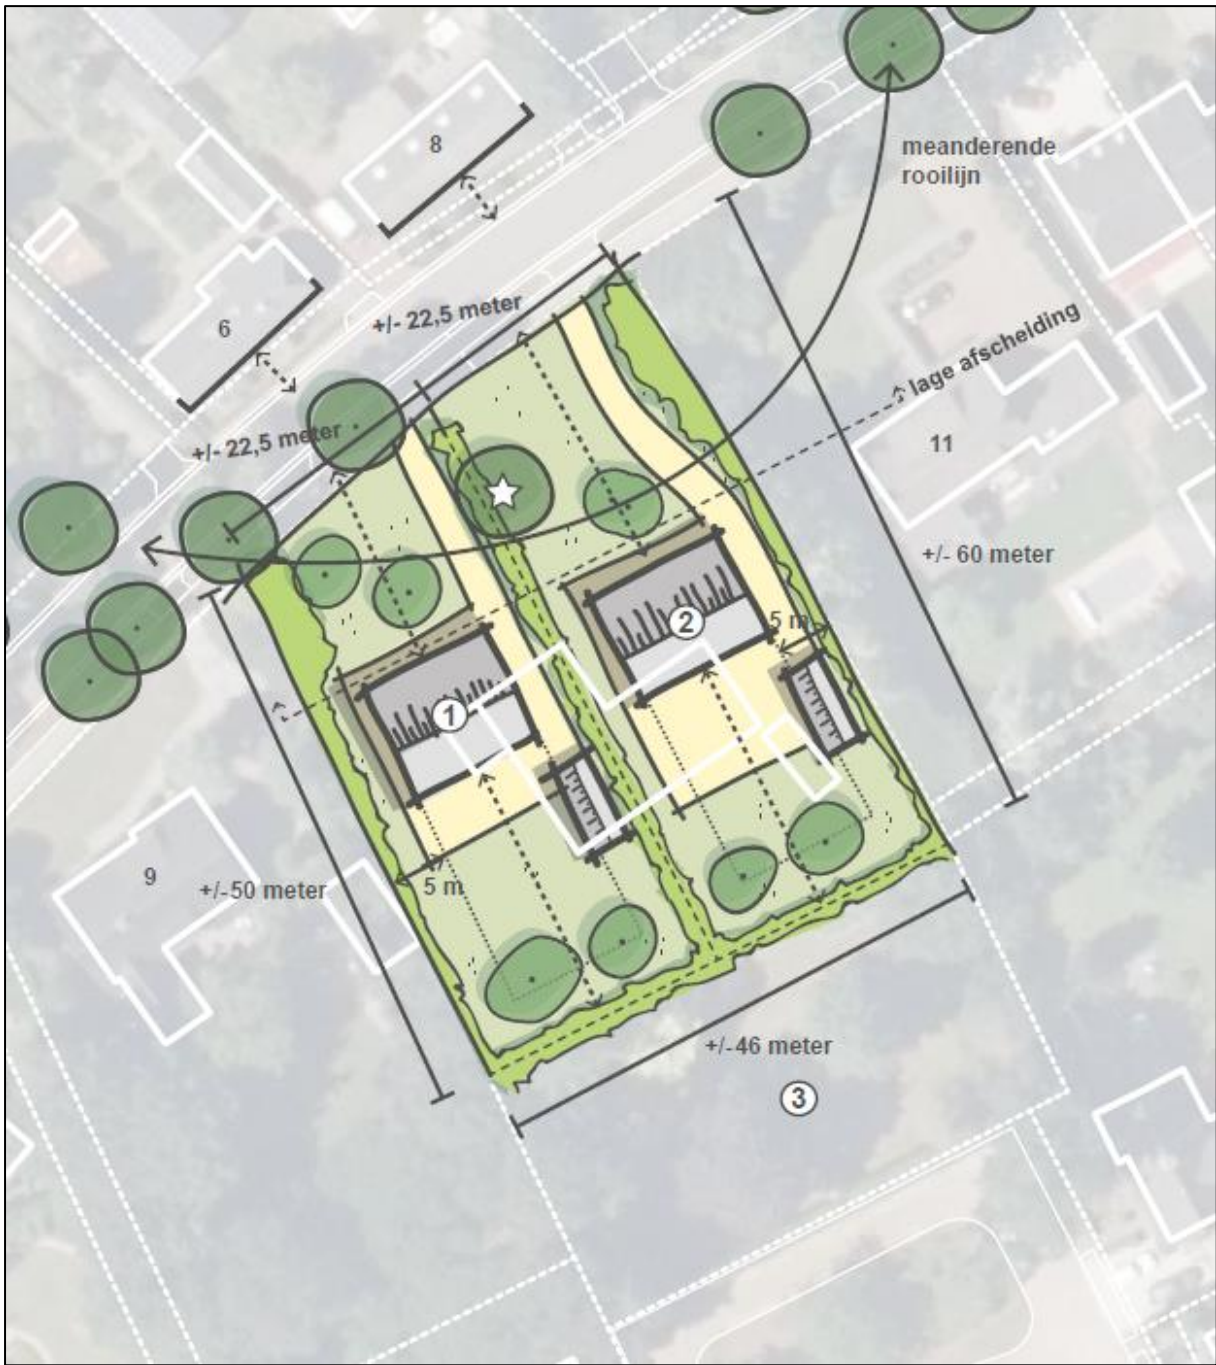 8
meanderende
rooilijn
+/- 22,5 meter
6
lage afscheiding
+/- 22,5 meter
11
+/- 60 meter
2
5 m
1
9
+/-50 meter
5 m
+/-46 meter
3